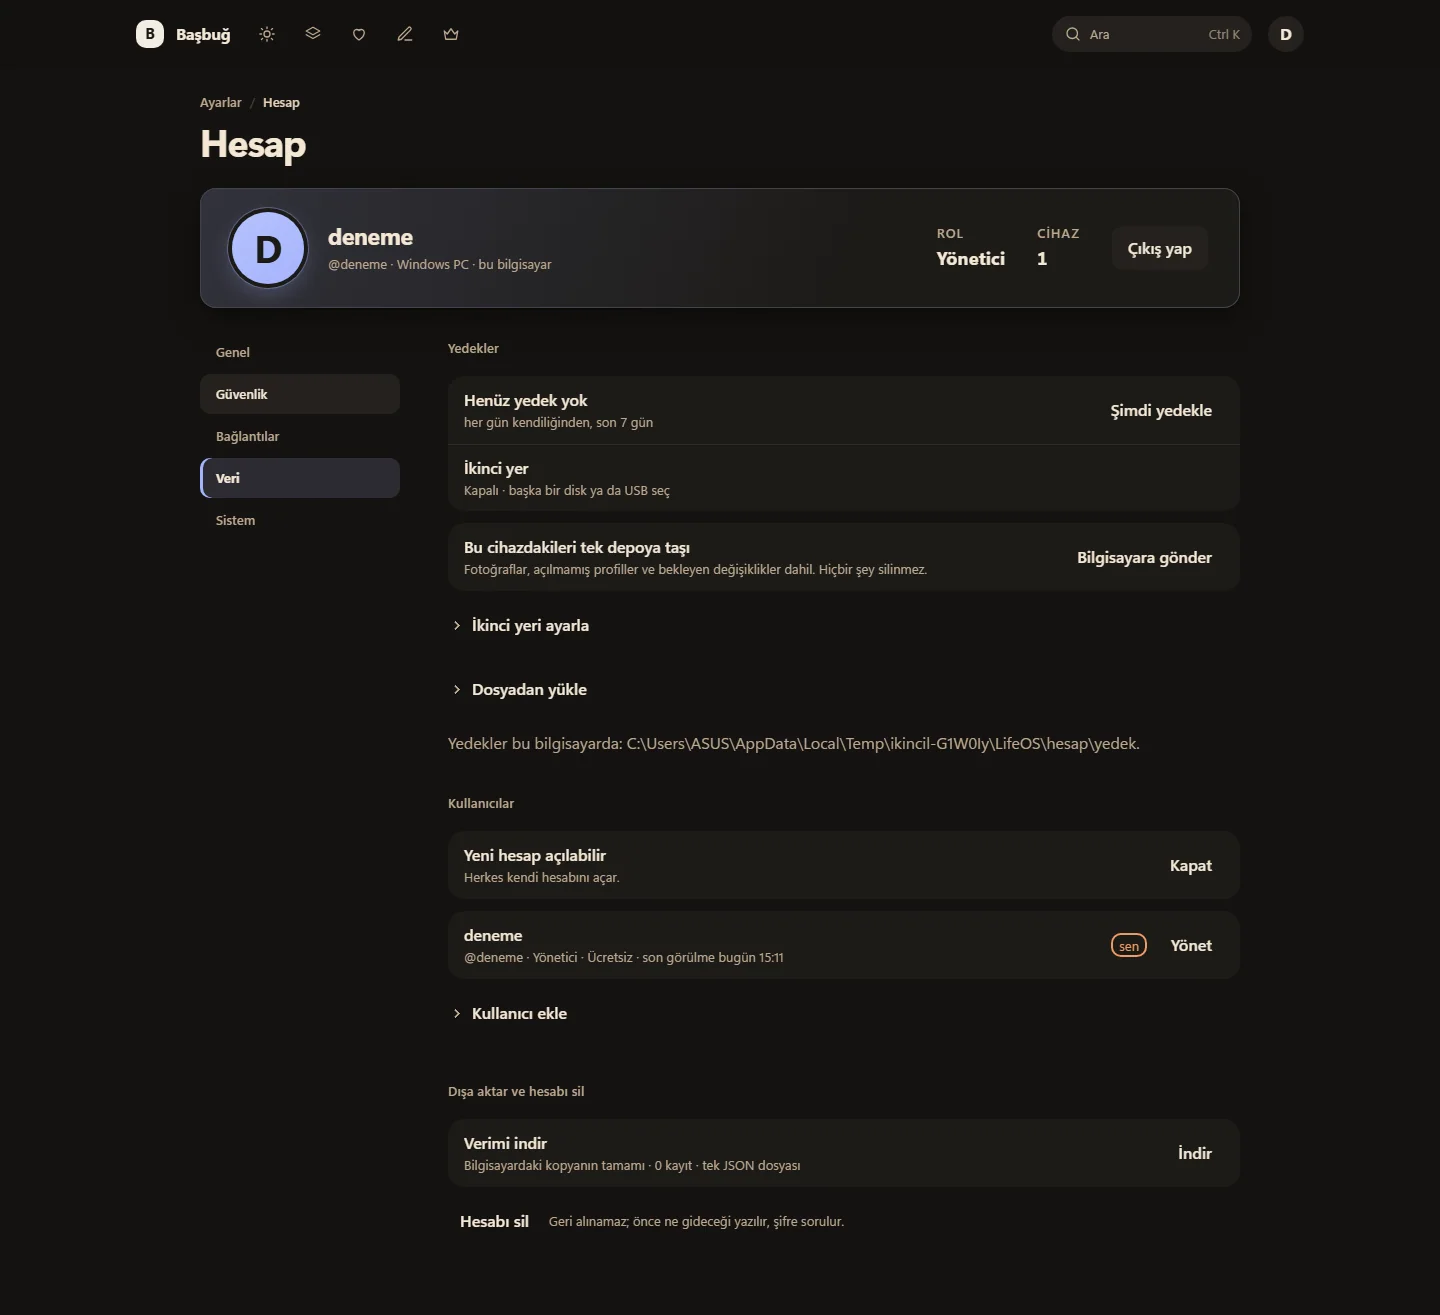 B Başbuğ
Ara Ctrl K
D
Ayarlar / Hesap
Hesap
D
deneme
@deneme · Windows PC · bu bilgisayar
ROL
Yönetici
CİHAZ
1
Çıkış yap
Genel
Güvenlik
Bağlantılar
Veri
Sistem
Yedekler
Henüz yedek yok
her gün kendiliğinden, son 7 gün
Şimdi yedekle
İkinci yer
Kapalı · başka bir disk ya da USB seç
Bu cihazdakileri tek depoya taşı
Fotoğraflar, açılmamış profiller ve bekleyen değişiklikler dahil. Hiçbir şey silinmez.
Bilgisayara gönder
İkinci yeri ayarla
Dosyadan yükle
Yedekler bu bilgisayarda: C:\Users\ASUS\AppData\Local\Temp\ikincil-G1W0Iy\LifeOS\hesap\yedek.
Kullanıcılar
Yeni hesap açılabilir
Herkes kendi hesabını açar.
Kapat
deneme
@deneme · Yönetici · Ücretsiz · son görülme bugün 15:11
sen
Yönet
Kullanıcı ekle
Dışa aktar ve hesabı sil
Verimi indir
Bilgisayardaki kopyanın tamamı · 0 kayıt · tek JSON dosyası
İndir
Hesabı sil
Geri alınamaz; önce ne gideceği yazılır, şifre sorulur.